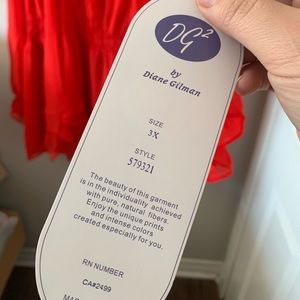 DG2
by
Diane Gilman
SIZE
3X
STYLE
579321
The beauty of this garment
is in the individuality achieved
with pure, natural fibers.
Enjoy the unique prints
and intense colors
created especially for you.
RN NUMBER
CA#2499
MA